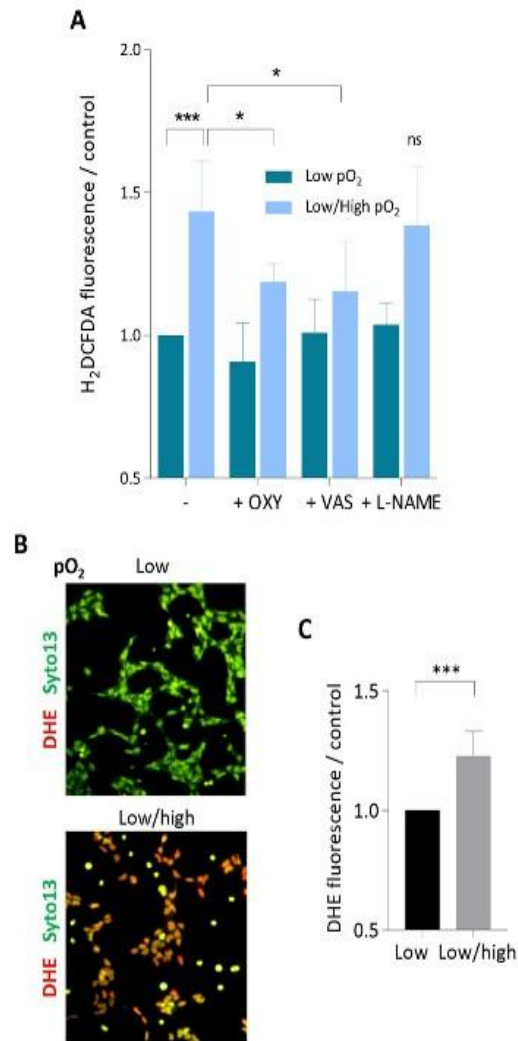 A
H₂DCFDA fluorescence / control
2.0
1.5
1.0
0.5
***
*
*
ns
Low pO₂
Low/High pO₂
-
+ OXY
+ VAS
+ L-NAME
B
pO₂
Low
DHE Syto13
Low/high
DHE Syto13
C
DHE fluorescence / control
1.5
1.0
0.5
***
Low
Low/high